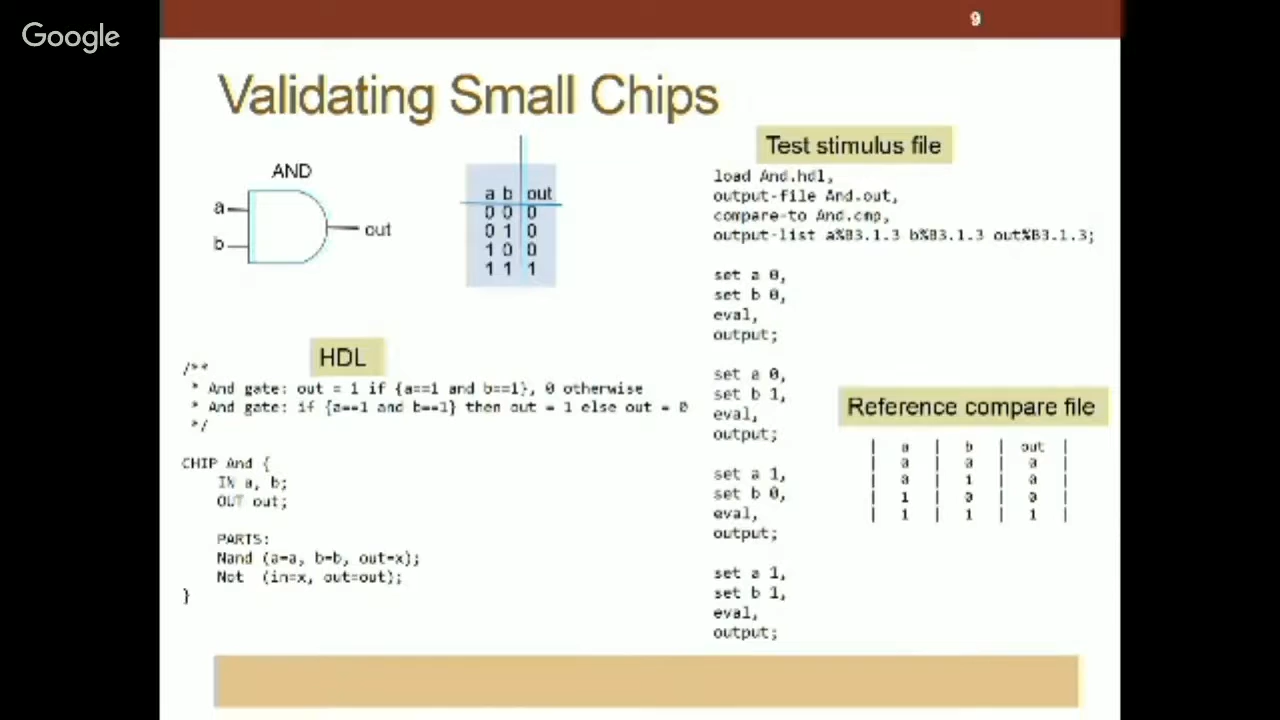 Google
9
Validating Small Chips
AND
a
b
out
a b out
0 0 0
0 1 0
1 0 0
1 1 1
HDL
/**
* And gate: out = 1 if {a==1 and b==1}, 0 otherwise
* And gate: if {a==1 and b==1} then out = 1 else out = 0
*/
CHIP And {
IN a, b;
OUT out;
PARTS:
Nand (a=a, b=b, out=x);
Not (in=x, out=out);
}
Test stimulus file
load And.hdl,
output-file And.out,
compare-to And.cmp,
output-list a%B3.1.3 b%B3.1.3 out%B3.1.3;
set a 0,
set b 0,
eval,
output;
set a 0,
set b 1,
eval,
output;
set a 1,
set b 0,
eval,
output;
set a 1,
set b 1,
eval,
output;
Reference compare file
| a | b | out |
| 0 | 0 | 0 |
| 0 | 1 | 0 |
| 1 | 0 | 0 |
| 1 | 1 | 1 |